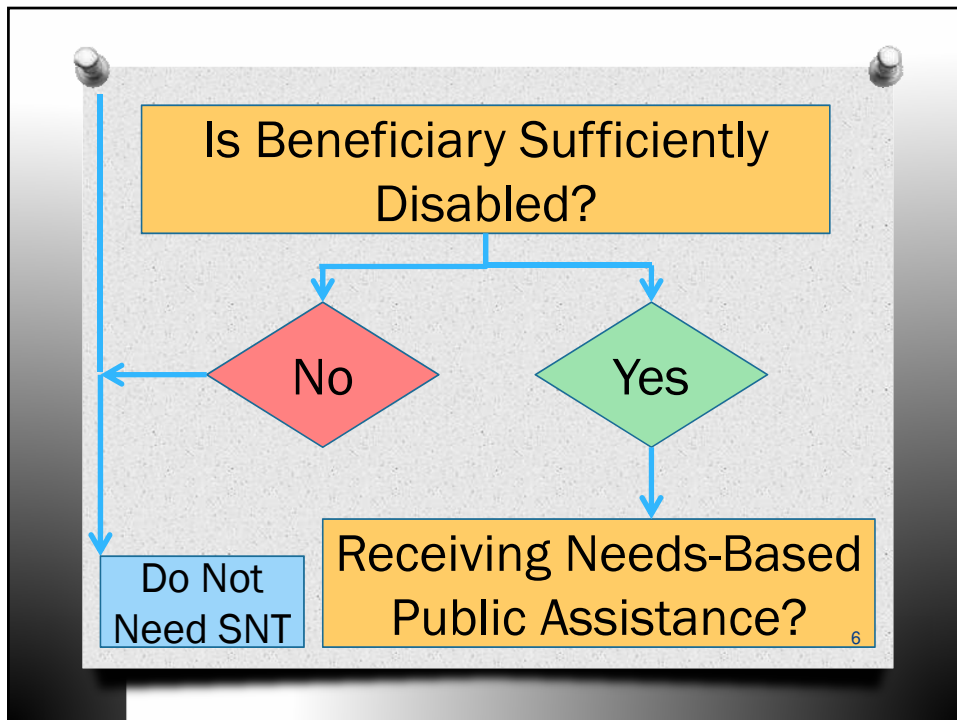 Is Beneficiary Sufficiently
Disabled?
No
Yes
Do Not
Need SNT
Receiving Needs-Based
Public Assistance?
6